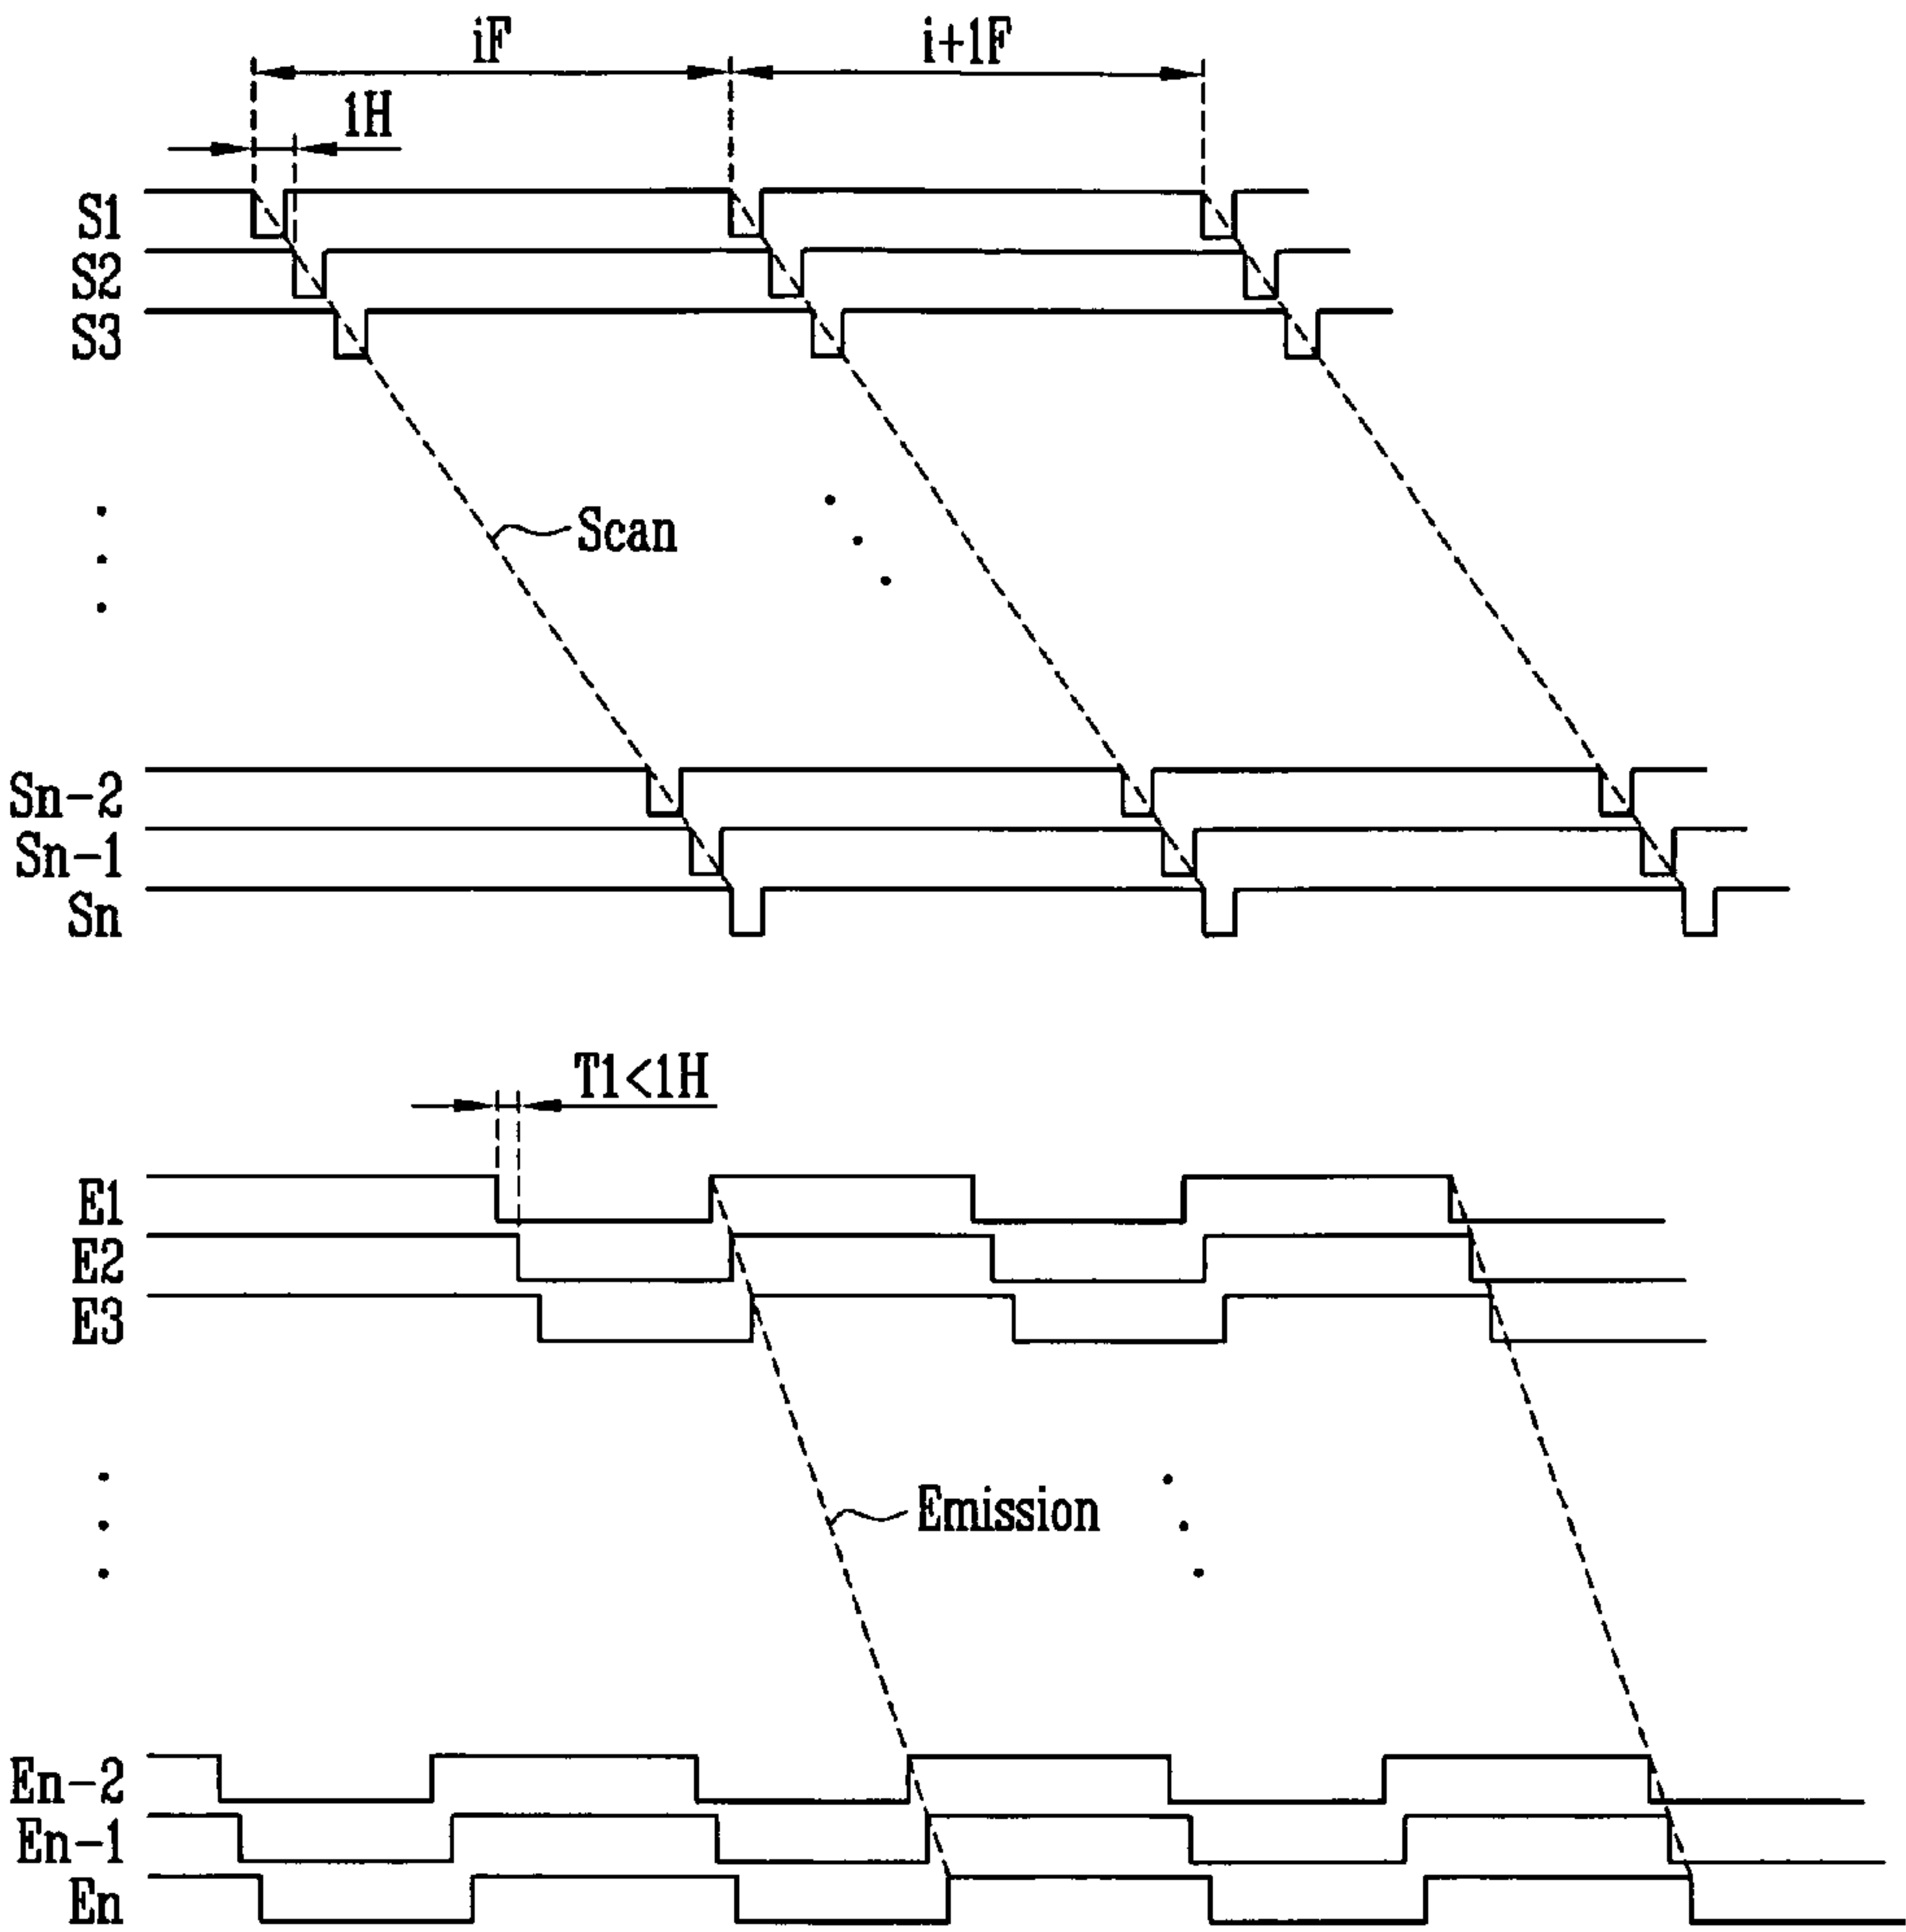 iF
i+1F
1H
S1
S2
S3
Scan
Sn-2
Sn-1
Sn
T1<1H
E1
E2
E3
Emission
En-2
En-1
En